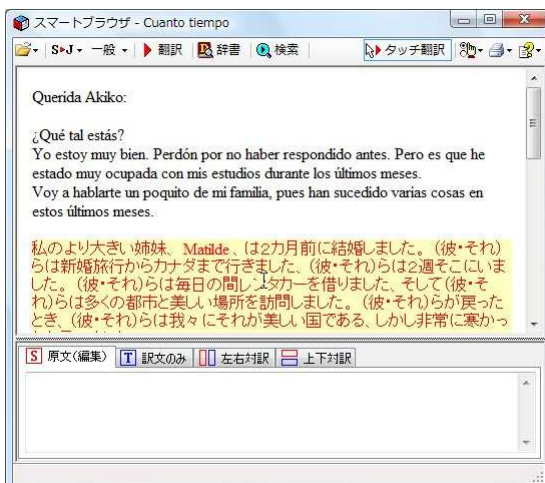 スマートブラウザ - Cuanto tiempo
S▶J 一般 翻訳 辞書 検索 タッチ翻訳
Querida Akiko:
¿Qué tal estás?
Yo estoy muy bien. Perdón por no haber respondido antes. Pero es que he
estado muy ocupada con mis estudios durante los últimos meses.
Voy a hablarte un poquito de mi familia, pues han sucedido varias cosas en
estos últimos meses.
私のより大きい姉妹、Matilde、は2カ月前に結婚しました。(彼・それ)
らは新婚旅行からカナダまで行きました、(彼・それ)らは2週そこにいま
した。(彼・それ)らは毎日の間レンタカーを借りました、そして(彼・そ
れ)らは多くの都市と美しい場所を訪問しました。(彼・それ)らが戻った
とき、(彼・それ)らは我々にそれが美しい国である、しかし非常に寒かっ
S 原文(編集) T 訳文のみ 左右対訳 上下対訳